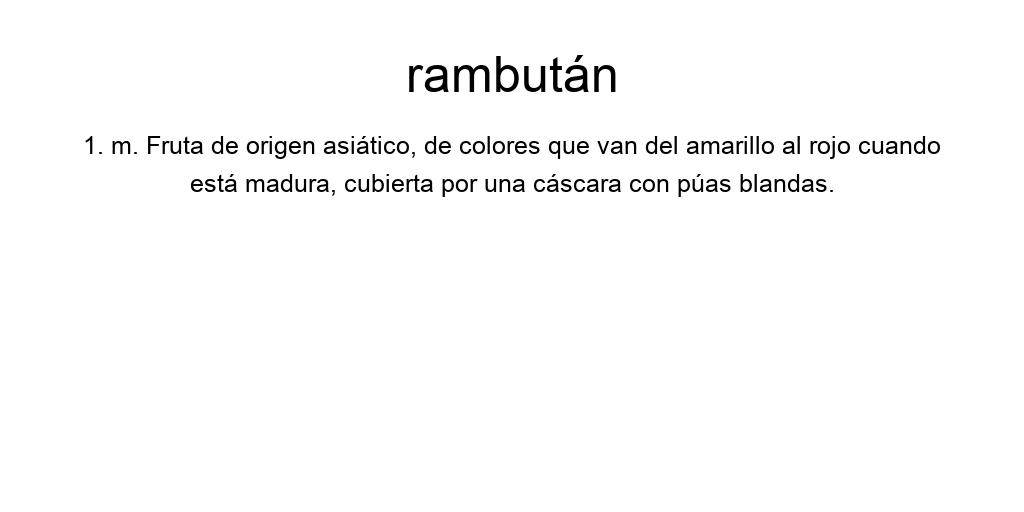 rambután
1. m. Fruta de origen asiático, de colores que van del amarillo al rojo cuando
está madura, cubierta por una cáscara con púas blandas.